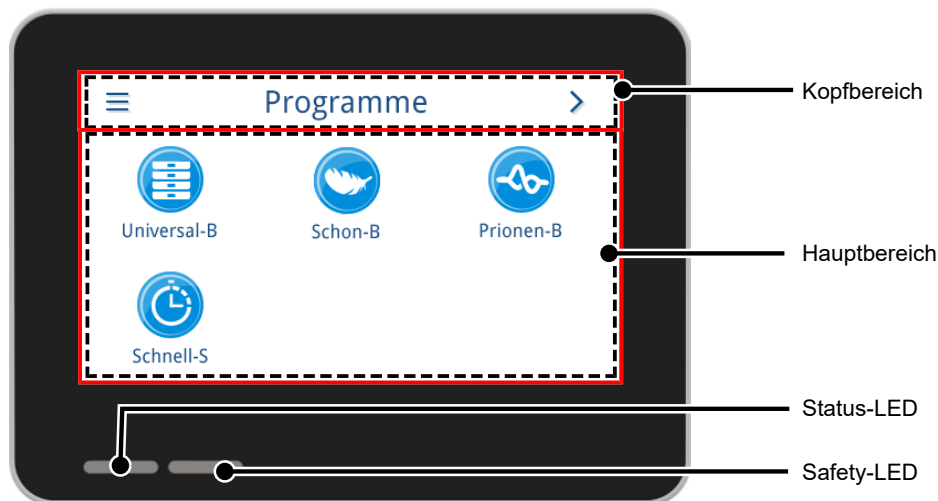 Programme
Kopfbereich
Universal-B
Schon-B
Prionen-B
Hauptbereich
Schnell-S
Status-LED
Safety-LED